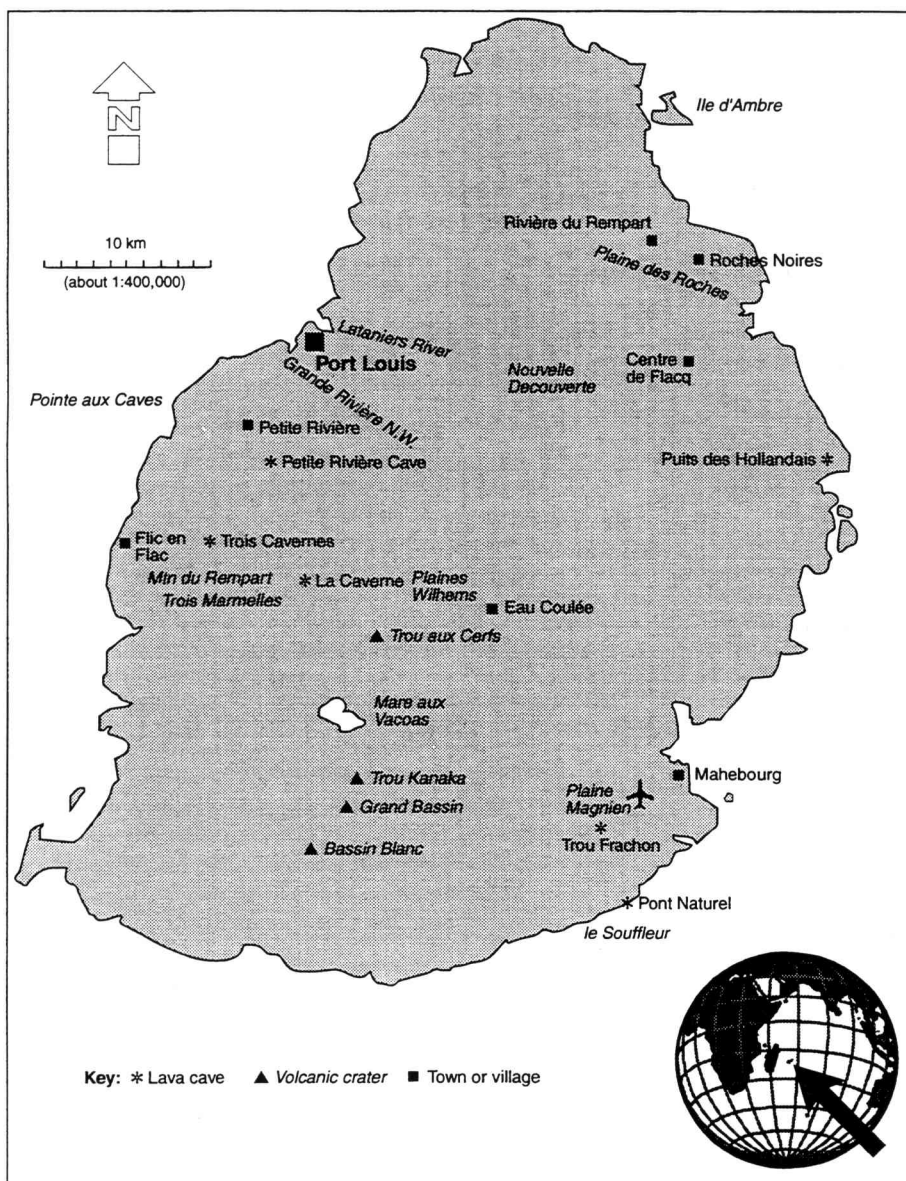 N
Ile d'Ambre
Rivière du Rempart
10 km
Plaine des Roches
Roches Noires
(about 1:400,000)
Lataniers River
Port Louis
Nouvelle
Decouverte
Centre
de Flacq
Grande Rivière N.W.
Pointe aux Caves
Petite Rivière
Petite Rivière Cave
Puits des Hollandais
Flic en
Flac
Trois Cavernes
Mtn du Rempart
La Caverne
Plaines
Wilhems
Trois Marmelles
Eau Coulée
Trou aux Cerfs
Mare aux
Vacoas
Trou Kanaka
Mahebourg
Plaine
Magnien
Grand Bassin
Trou Frachon
Bassin Blanc
Pont Naturel
le Souffleur
Key: Lava cave Volcanic crater Town or village